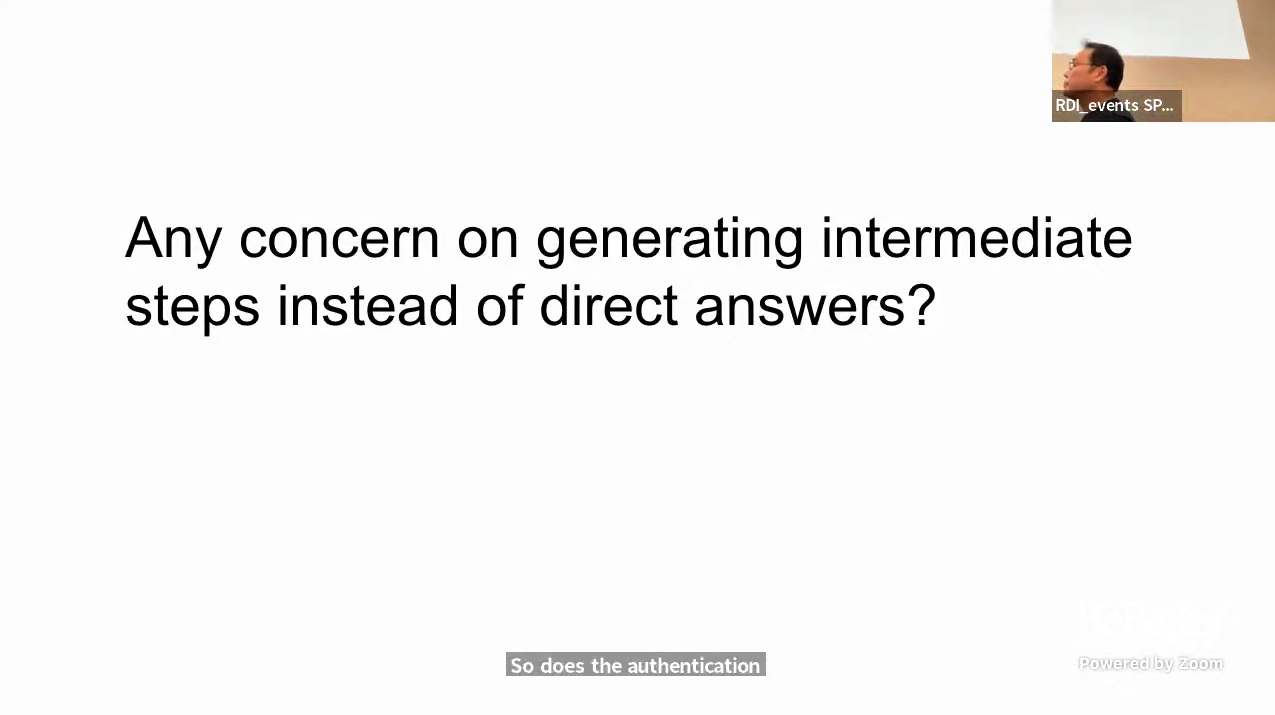 RDI_events SP...
Any concern on generating intermediate
steps instead of direct answers?
Powered by Zoom
So does the authentication